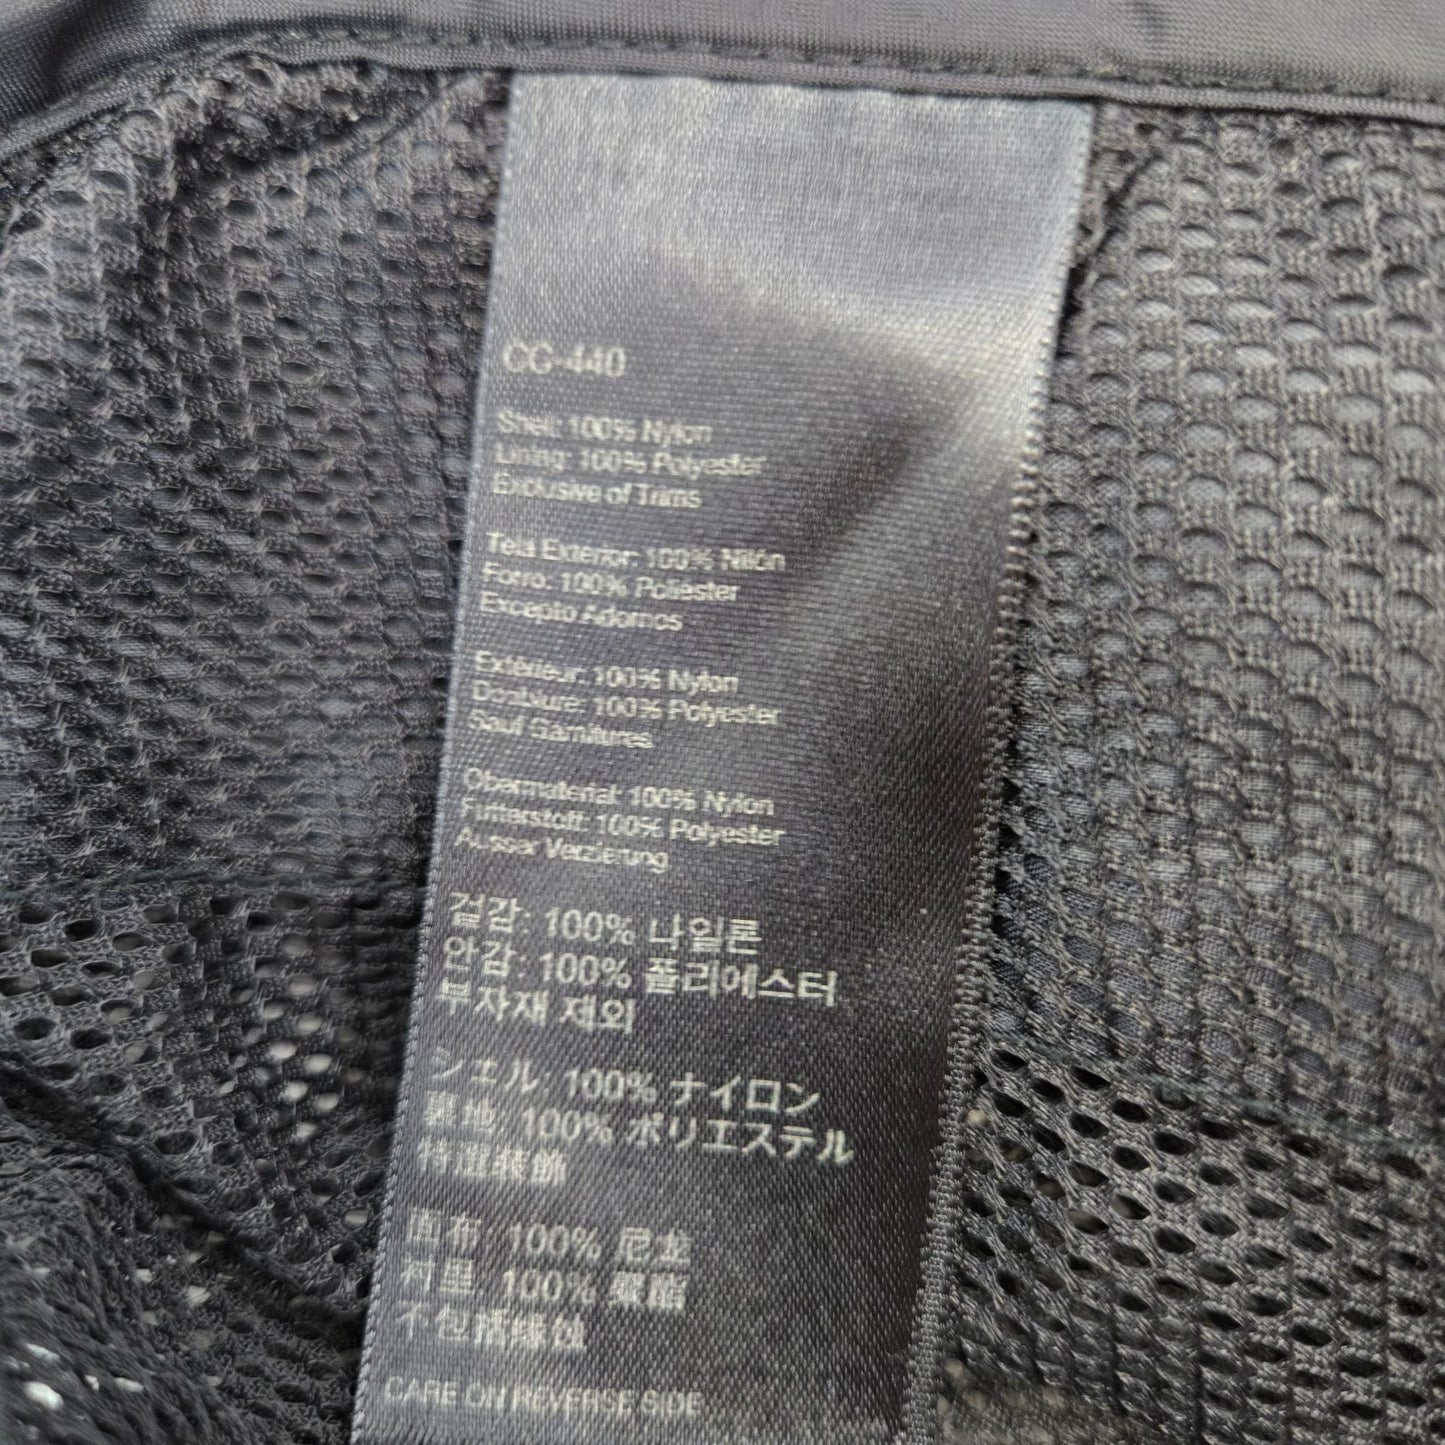 CG-440
Shell: 100% Nylon
Lining: 100% Polyester
Exclusive of Trims
Tela Exterior: 100% Nilón
Forro: 100% Poliester
Excepto Adornos
Extérieur: 100% Nylon
Doublure: 100% Polyester
Sauf Garnitures
Obermaterial: 100% Nylon
Futterstoff: 100% Polyester
Ausser Verzierung
겉감: 100% 나일론
안감: 100% 폴리에스터
부자재 제외
シェル: 100% ナイロン
裏地: 100% ポリエステル
装飾
面布: 100% 尼龙
100%
不包
CARE ON REVERSE SIDE